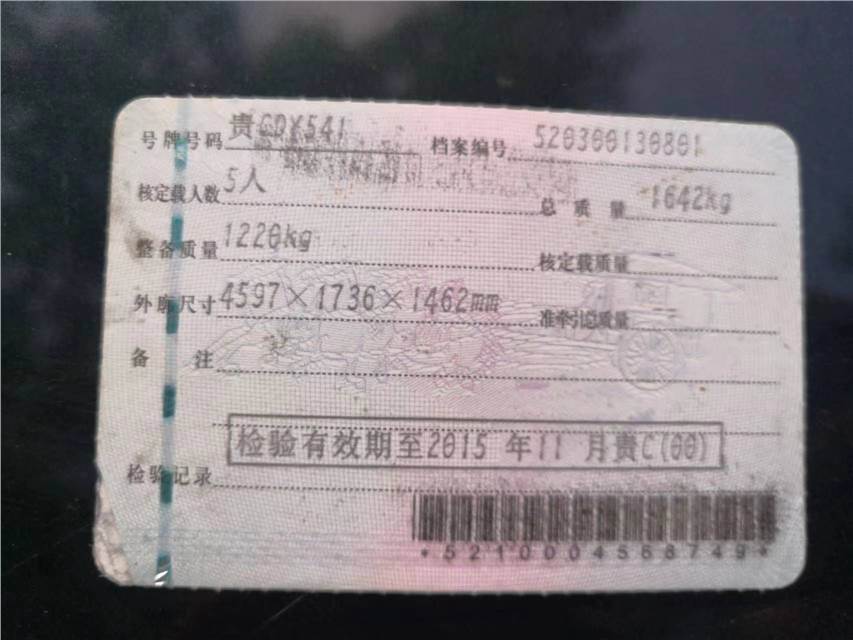 号牌号码 贵CDX541 档案编号 520300130801
核定载人数 5人 总质量 1642kg
整备质量 1220kg 核定载质量
外廓尺寸 4597×1736×1462mm 准牵引总质量
备注
检验有效期至2015年11月贵C(00)
检验记录
*5210004566749*